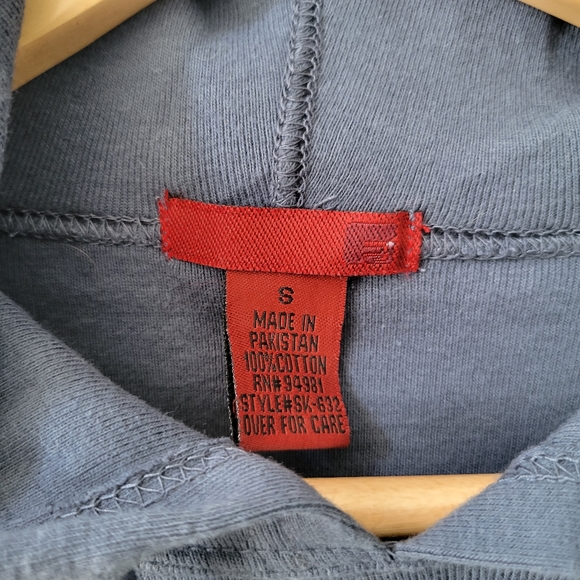 S
MADE IN
PAKISTAN
100%COTTON
RN#94981
STYLE#SK-632
OVER FOR CARE